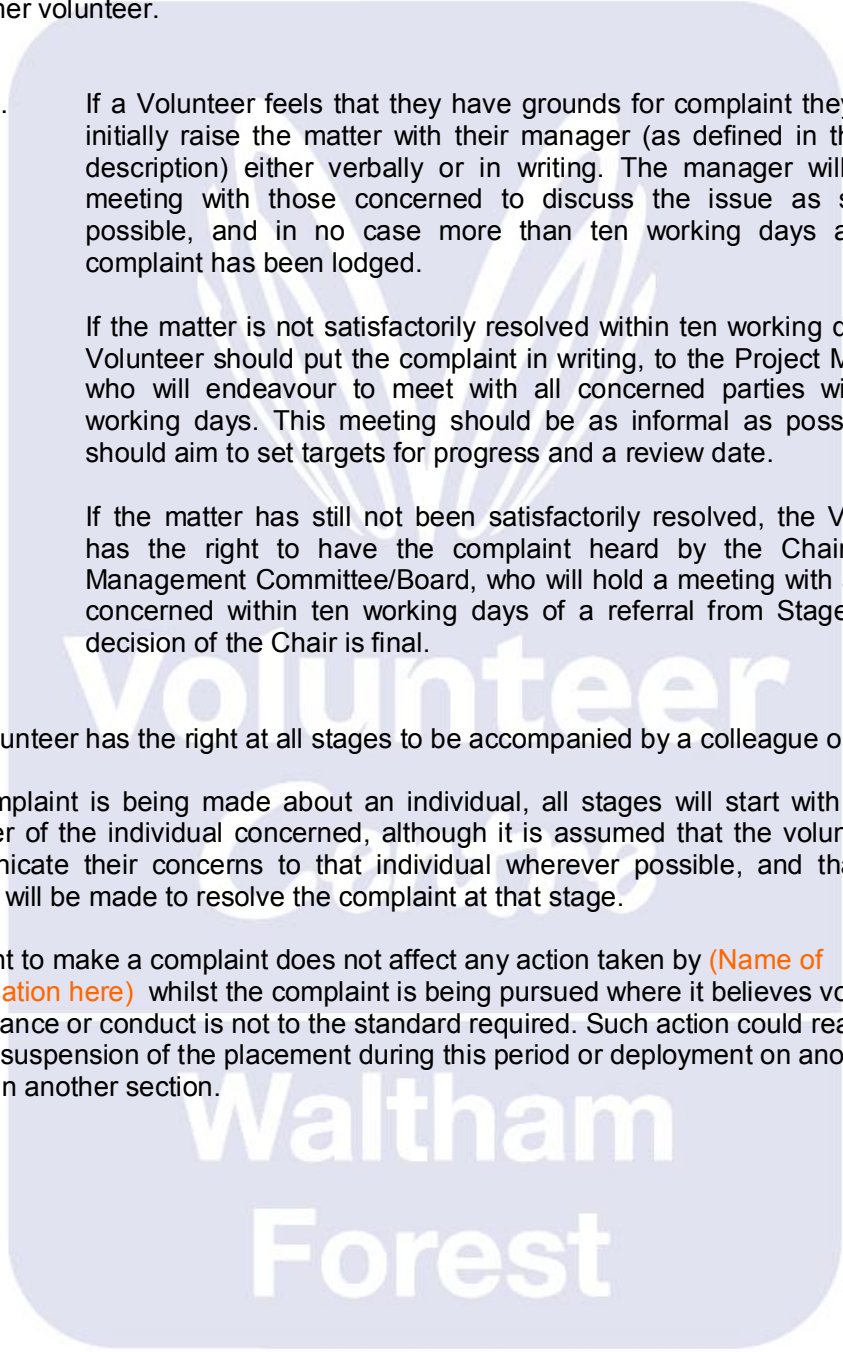 ner volunteer.
. If a Volunteer feels that they have grounds for complaint they
initially raise the matter with their manager (as defined in th
description) either verbally or in writing. The manager will
meeting with those concerned to discuss the issue as s
possible, and in no case more than ten working days a
complaint has been lodged.
If the matter is not satisfactorily resolved within ten working d
Volunteer should put the complaint in writing, to the Project M
who will endeavour to meet with all concerned parties wi
working days. This meeting should be as informal as poss
should aim to set targets for progress and a review date.
If the matter has still not been satisfactorily resolved, the V
has the right to have the complaint heard by the Chair
Management Committee/Board, who will hold a meeting with
concerned within ten working days of a referral from Stage
decision of the Chair is final.
Volunteer
unteer has the right at all stages to be accompanied by a colleague o
mplaint is being made about an individual, all stages will start with
er of the individual concerned, although it is assumed that the volun
Centre
nicate their concerns to that individual wherever possible, and tha
will be made to resolve the complaint at that stage.
nt to make a complaint does not affect any action taken by (Name of
ation here) whilst the complaint is being pursued where it believes vo
ance or conduct is not to the standard required. Such action could rea
suspension of the placement during this period or deployment on ano
n another section.
Waltham
Forest